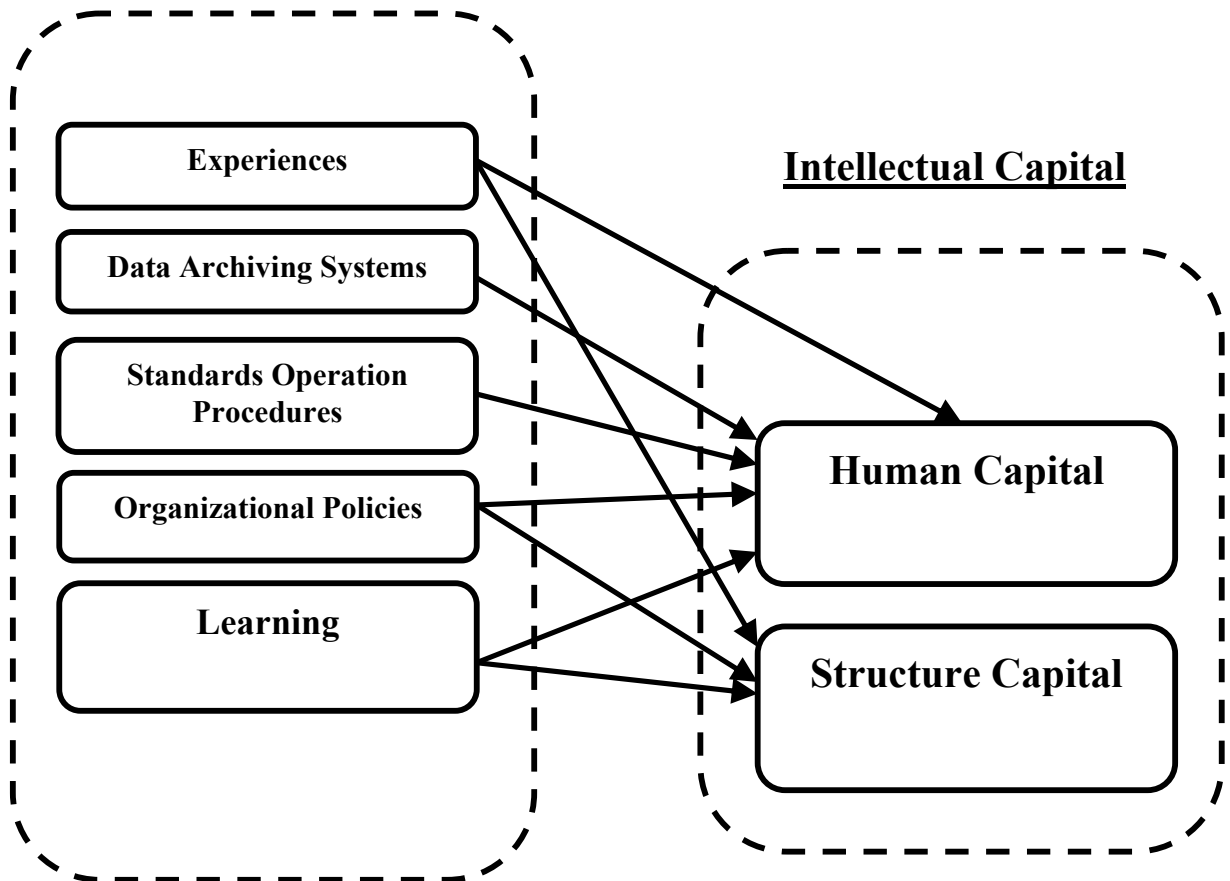 Experiences
Data Archiving Systems
Standards Operation
Procedures
Organizational Policies
Learning
Intellectual Capital
Human Capital
Structure Capital